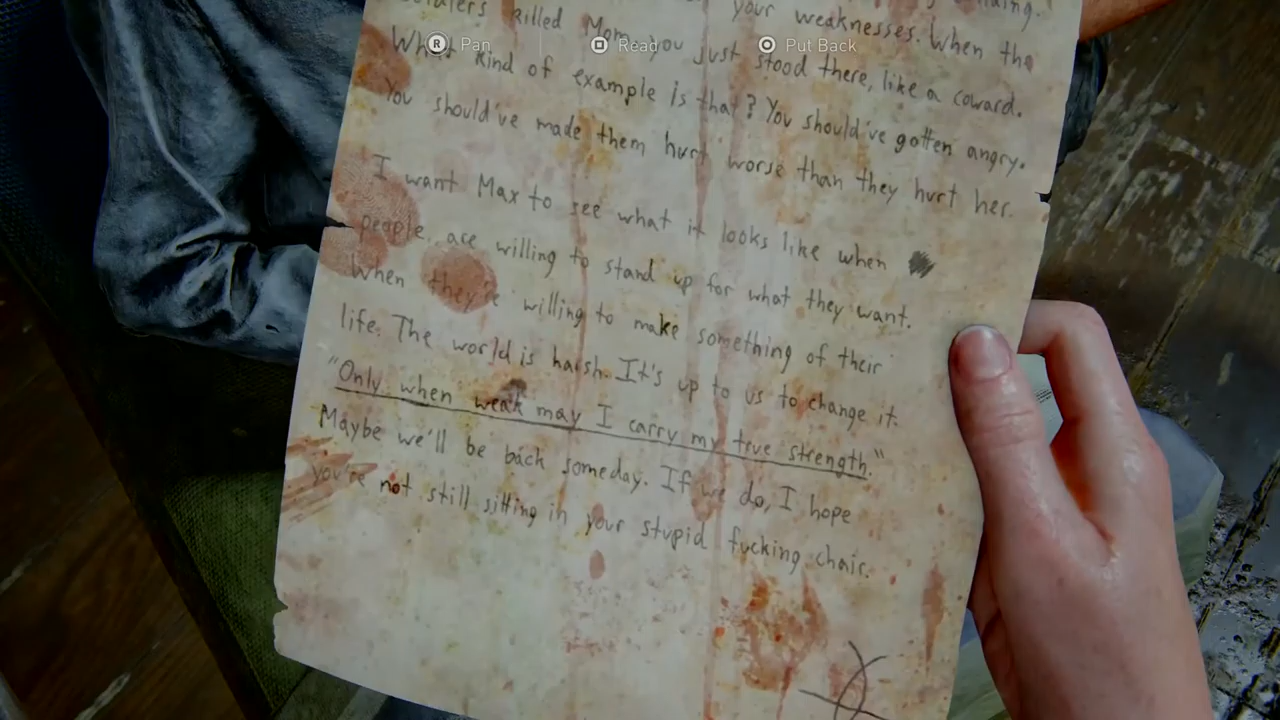 your weaknesses. When the
killed Mom, you just stood there, like a coward.
What kind of example is that? You should've gotten angry.
You should've made them hurt worse than they hurt her.
I want Max to see what it looks like when
people are willing to stand up for what they want.
When they're willing to make something of their
life. The world is harsh. It's up to us to change it.
"Only when weak may I carry my true strength."
Maybe we'll be back someday. If we do, I hope
you're not still sitting in your stupid fucking chair.
R Pan
Read
Put Back